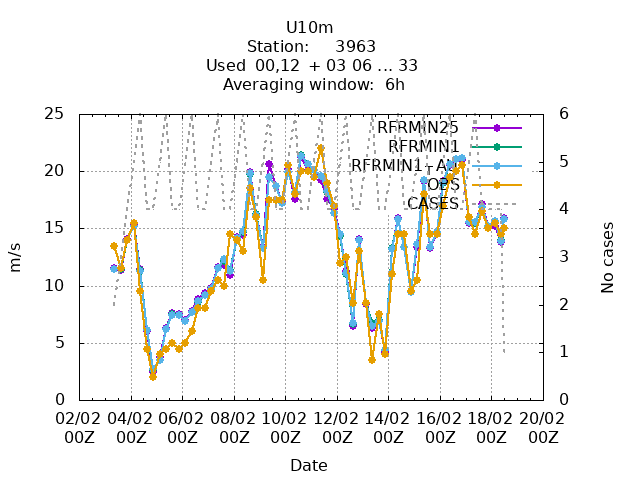 U10m
Station: 3963
Used 00,12 + 03 06 ... 33
Averaging window: 6h
25
20
15
10
5
0
m/s
6
5
4
3
2
1
0
No cases
RFRMIN25
RFRMIN1
OBS
CASES
02/02 04/02 06/02 08/02 10/02 12/02 14/02 16/02 18/02 20/02
00Z 00Z 00Z 00Z 00Z 00Z 00Z 00Z 00Z 00Z
Date